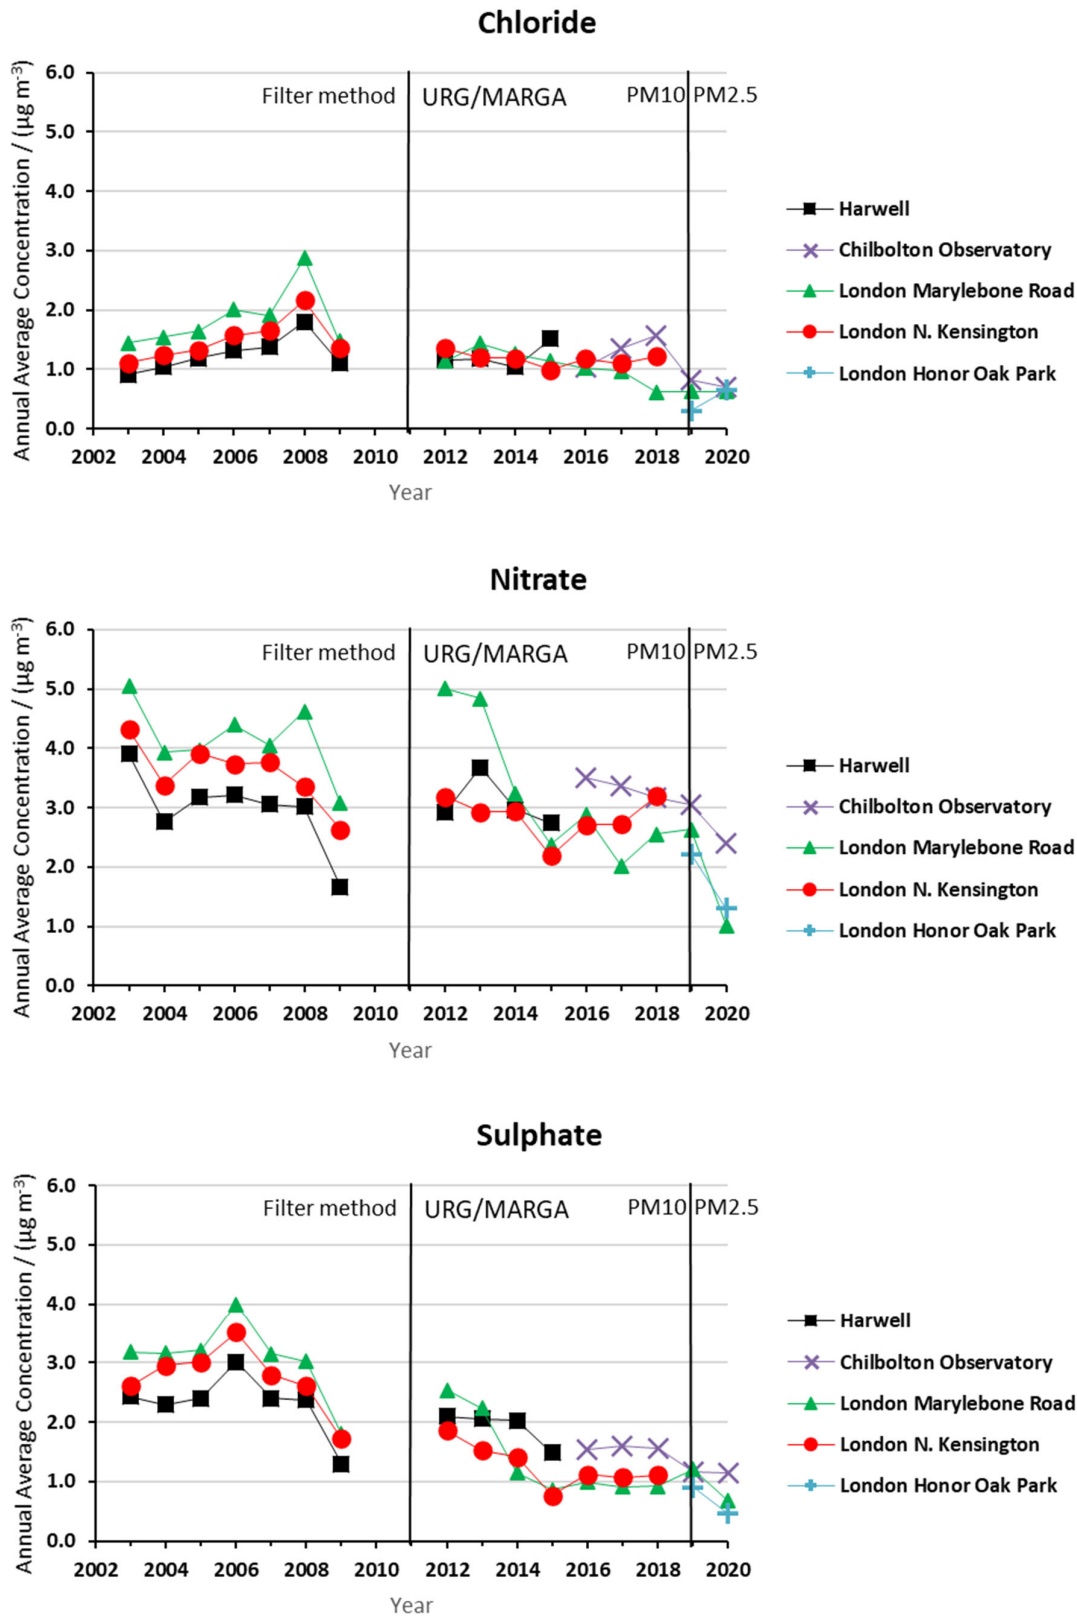 Chloride
Annual Average Concentration / (µg m-3)
6.0
5.0
4.0
3.0
2.0
1.0
0.0
Filter method
URG/MARGA
PM10
PM2.5
2002 2004 2006 2008 2010 2012 2014 2016 2018 2020
Year
Harwell
Chilbolton Observatory
London Marylebone Road
London N. Kensington
London Honor Oak Park
Nitrate
Annual Average Concentration / (µg m-3)
6.0
5.0
4.0
3.0
2.0
1.0
0.0
Filter method
URG/MARGA
PM10
PM2.5
2002 2004 2006 2008 2010 2012 2014 2016 2018 2020
Year
Harwell
Chilbolton Observatory
London Marylebone Road
London N. Kensington
London Honor Oak Park
Sulphate
Annual Average Concentration / (µg m-3)
6.0
5.0
4.0
3.0
2.0
1.0
0.0
Filter method
URG/MARGA
PM10
PM2.5
2002 2004 2006 2008 2010 2012 2014 2016 2018 2020
Year
Harwell
Chilbolton Observatory
London Marylebone Road
London N. Kensington
London Honor Oak Park